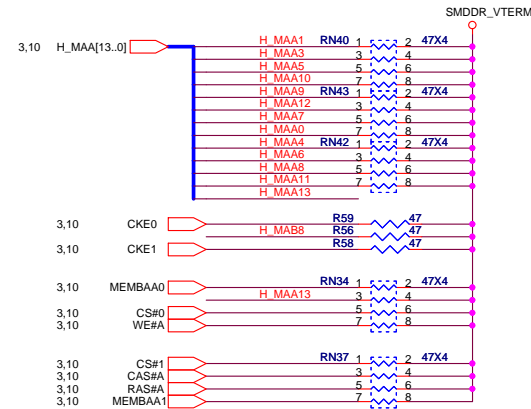 SMDDR_VTERM
3,10 H_MAA[13..0] H_MAA1 RN40 1 2 47X4
H_MAA3 3 4
H_MAA5 5 6
H_MAA10 7 8
H_MAA9 RN43 1 2 47X4
H_MAA12 3 4
H_MAA7 5 6
H_MAA0 7 8
H_MAA4 RN42 1 2 47X4
H_MAA6 3 4
H_MAA8 5 6
H_MAA11 7 8
H_MAA13
3,10 CKE0 R59 47
H_MAB8 R56 47
3,10 CKE1 R58 47
3,10 MEMBAA0 RN34 1 2 47X4
H_MAA13 3 4
3,10 CS#0 5 6
3,10 WE#A 7 8
3,10 CS#1 RN37 1 2 47X4
3,10 CAS#A 3 4
3,10 RAS#A 5 6
3,10 MEMBAA1 7 8